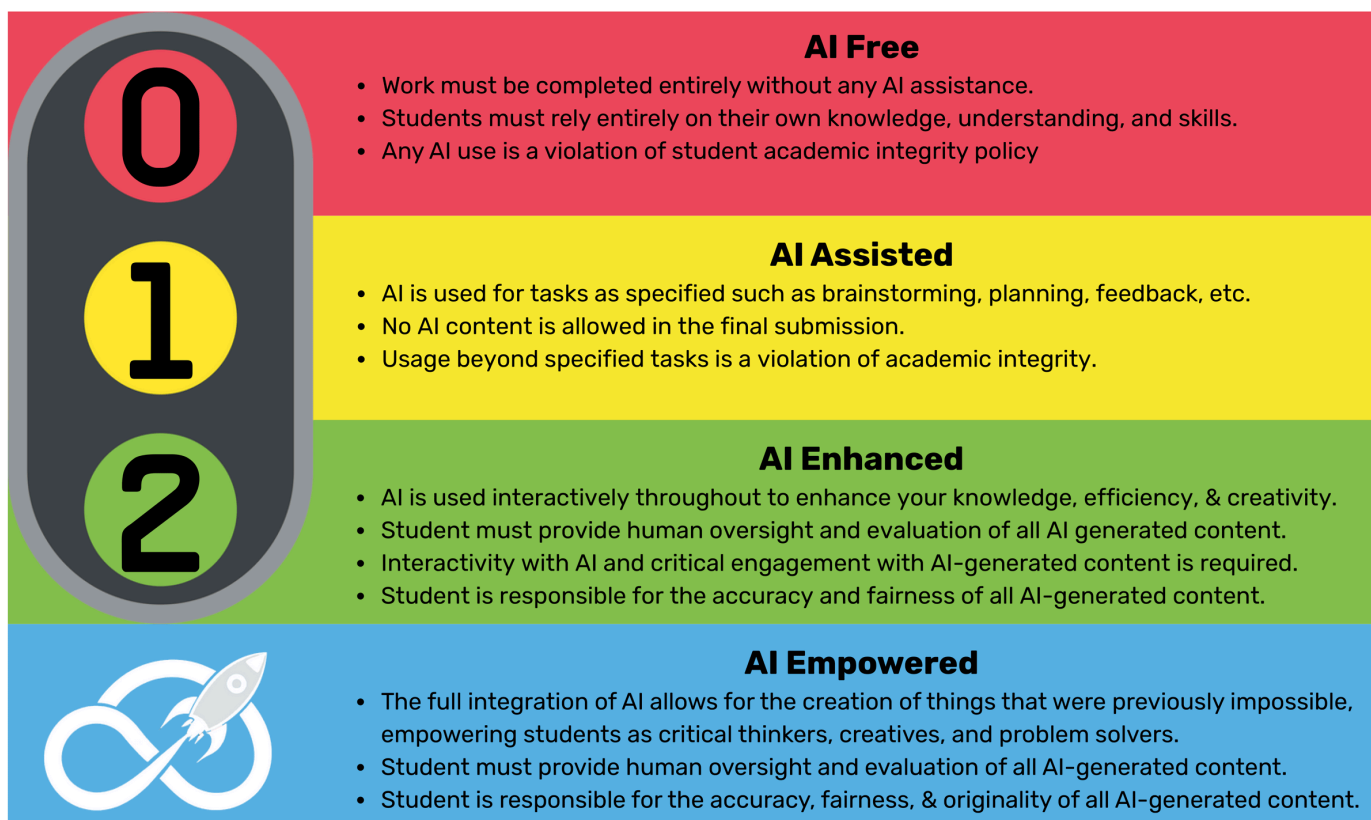 0
AI Free
• Work must be completed entirely without any AI assistance.
• Students must rely entirely on their own knowledge, understanding, and skills.
• Any AI use is a violation of student academic integrity policy
1
AI Assisted
• AI is used for tasks as specified such as brainstorming, planning, feedback, etc.
• No AI content is allowed in the final submission.
• Usage beyond specified tasks is a violation of academic integrity.
2
AI Enhanced
• AI is used interactively throughout to enhance your knowledge, efficiency, & creativity.
• Student must provide human oversight and evaluation of all AI generated content.
• Interactivity with AI and critical engagement with AI-generated content is required.
• Student is responsible for the accuracy and fairness of all AI-generated content.
AI Empowered
• The full integration of AI allows for the creation of things that were previously impossible,
empowering students as critical thinkers, creatives, and problem solvers.
• Student must provide human oversight and evaluation of all AI-generated content.
• Student is responsible for the accuracy, fairness, & originality of all AI-generated content.